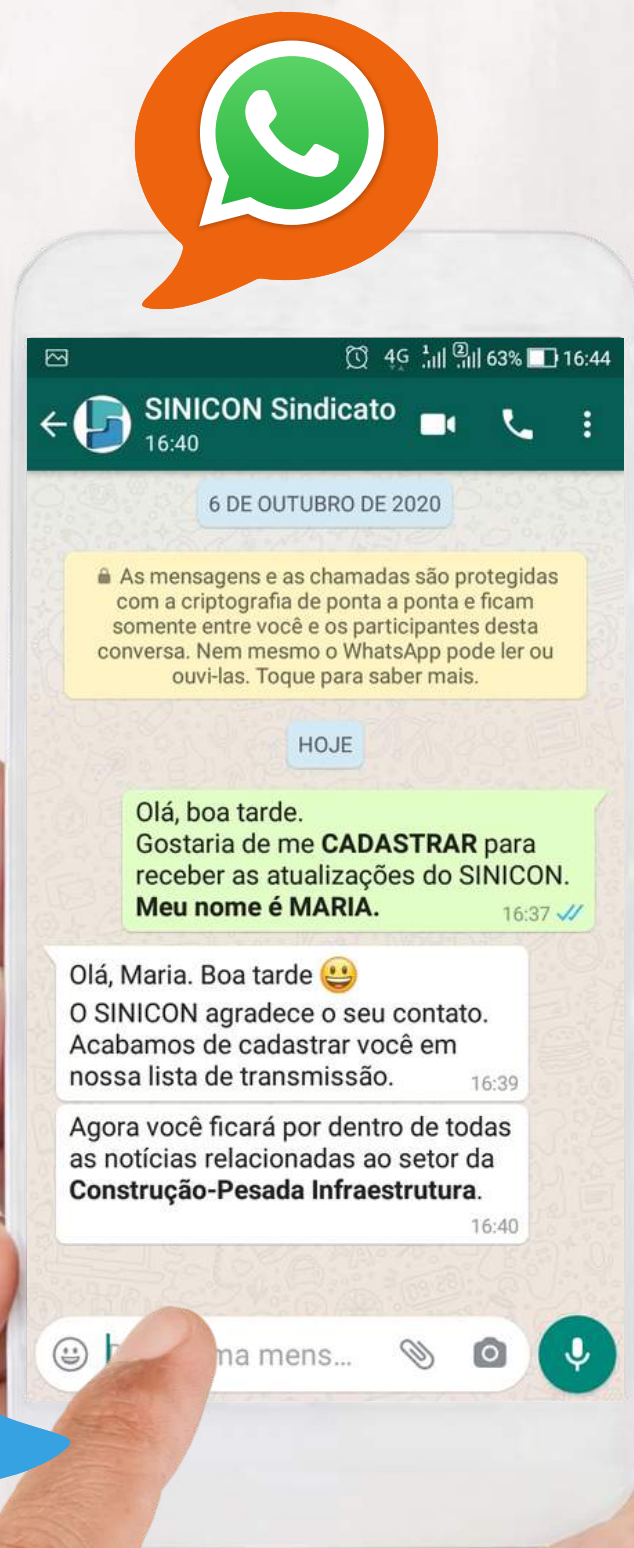 4G 1 2 63% 16:44
SINICON Sindicato
16:40
6 DE OUTUBRO DE 2020
As mensagens e as chamadas são protegidas
com a criptografia de ponta a ponta e ficam
somente entre você e os participantes desta
conversa. Nem mesmo o WhatsApp pode ler ou
ouvi-las. Toque para saber mais.
HOJE
Olá, boa tarde.
Gostaria de me CADASTRAR para
receber as atualizações do SINICON.
Meu nome é MARIA.
16:37
Olá, Maria. Boa tarde 😃
O SINICON agradece o seu contato.
Acabamos de cadastrar você em
nossa lista de transmissão.
16:39
Agora você ficará por dentro de todas
as notícias relacionadas ao setor da
Construção-Pesada Infraestrutura.
16:40
mens...